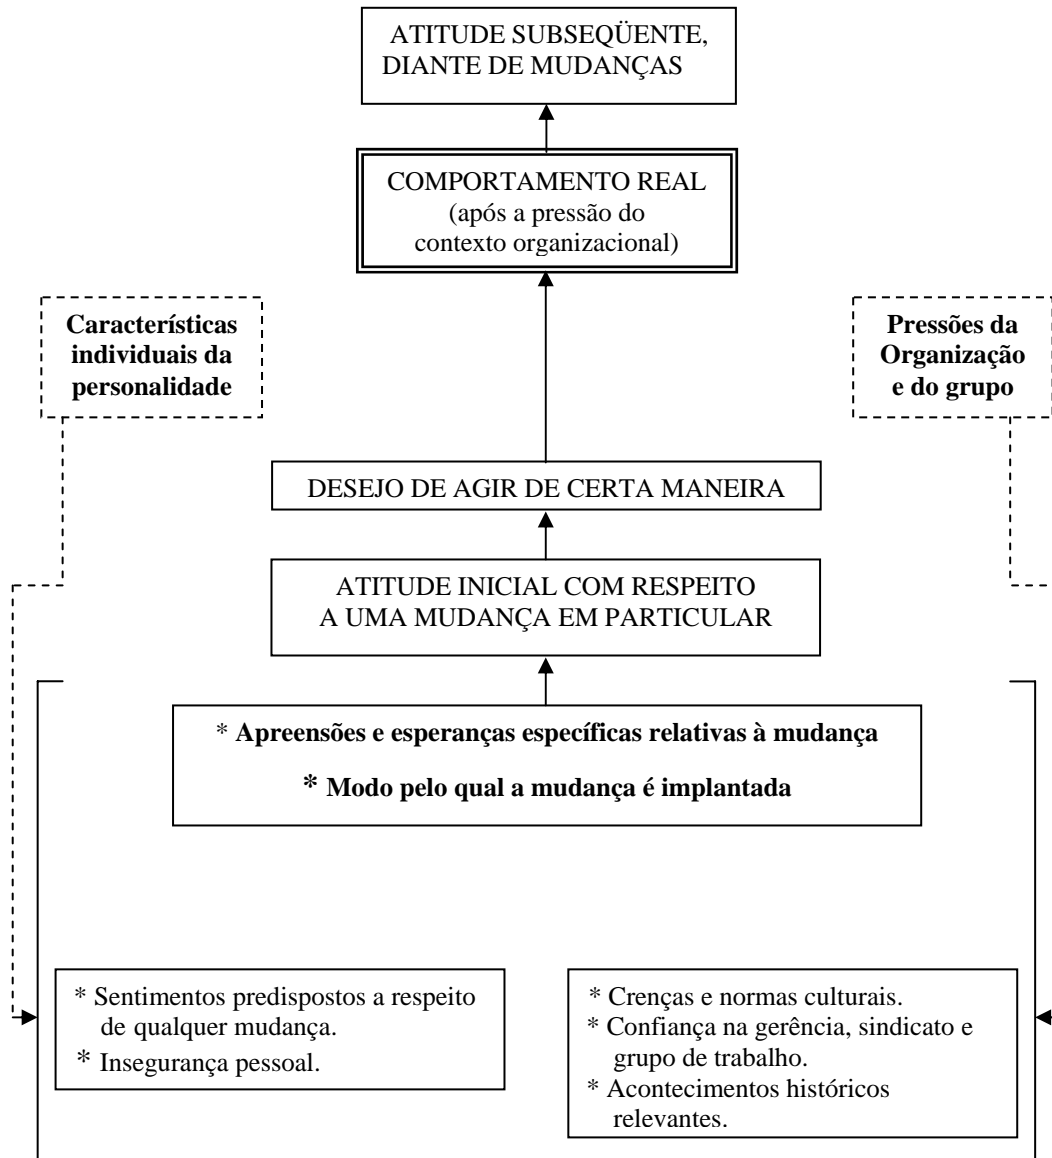 ATITUDE SUBSEQÜENTE,
DIANTE DE MUDANÇAS
COMPORTAMENTO REAL
(após a pressão do
contexto organizacional)
Características
individuais da
personalidade
Pressões da
Organização
e do grupo
DESEJO DE AGIR DE CERTA MANEIRA
ATITUDE INICIAL COM RESPEITO
A UMA MUDANÇA EM PARTICULAR
* Apreensões e esperanças específicas relativas à mudança
* Modo pelo qual a mudança é implantada
* Sentimentos predispostos a respeito
de qualquer mudança.
* Insegurança pessoal.
* Crenças e normas culturais.
* Confiança na gerência, sindicato e
grupo de trabalho.
* Acontecimentos históricos
relevantes.